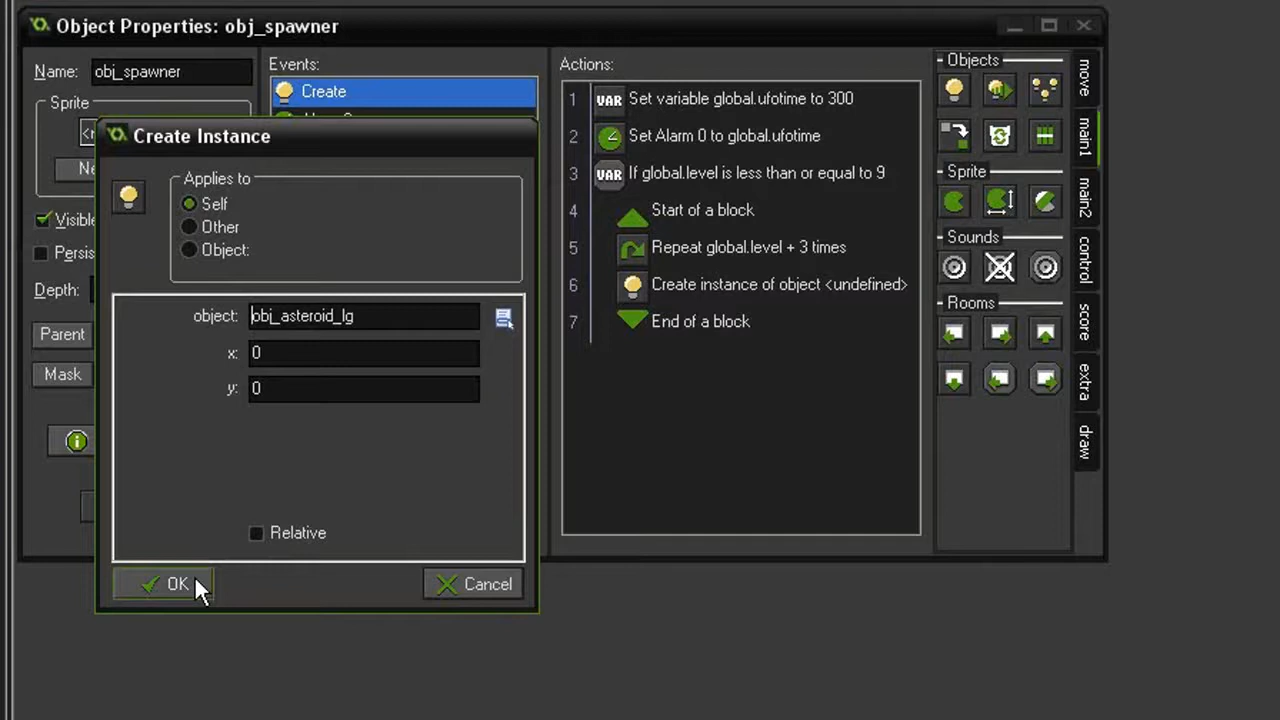 Object Properties: obj_spawner
Name: obj_spawner
Sprite
Visible
Persis
Depth:
Parent
Mask
Events:
Create
Create Instance
Applies to
Self
Other
Object:
object: obj_asteroid_lg
x: 0
y: 0
Relative
OK
Cancel
Actions:
1 VAR Set variable global.ufotime to 300
2 Set Alarm 0 to global.ufotime
3 VAR If global.level is less than or equal to 9
4 Start of a block
5 Repeat global.level + 3 times
6 Create instance of object <undefined>
7 End of a block
Objects
Sprite
Sounds
Rooms
move
main1
main2
control
score
extra
draw